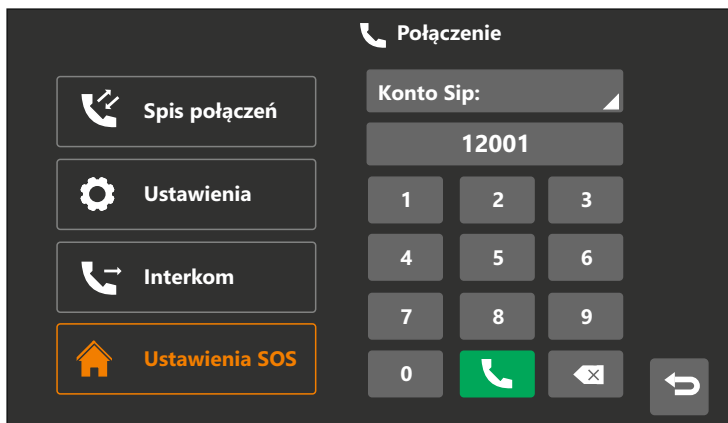 Połączenie
Spis połączeń
Ustawienia
Interkom
Ustawienia SOS
Konto Sip:
12001
1 2 3
4 5 6
7 8 9
0